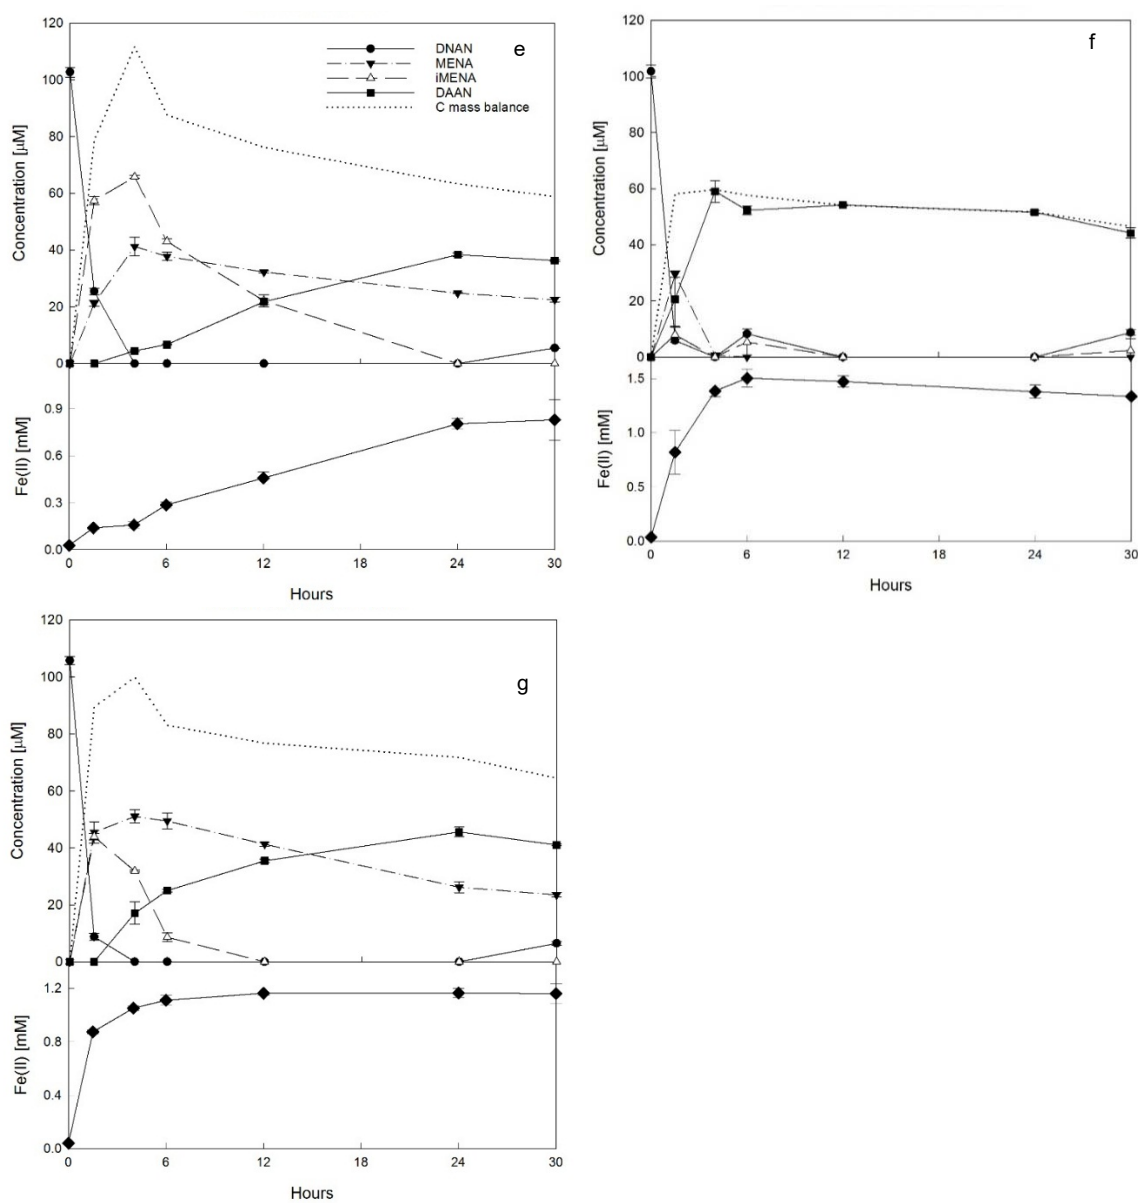 120
100
80
60
40
20
0
Concentration [µM]
e
DNAN
MENA
iMENA
DAAN
C mass balance
0.9
0.6
0.3
0.0
Fe(II) [mM]
0 6 12 18 24 30
Hours
120
100
80
60
40
20
0
Concentration [µM]
f
1.5
1.0
0.5
0.0
Fe(II) [mM]
0 6 12 18 24 30
Hours
120
100
80
60
40
20
0
Concentration [µM]
g
1.2
0.8
0.4
0.0
Fe(II) [mM]
0 6 12 18 24 30
Hours